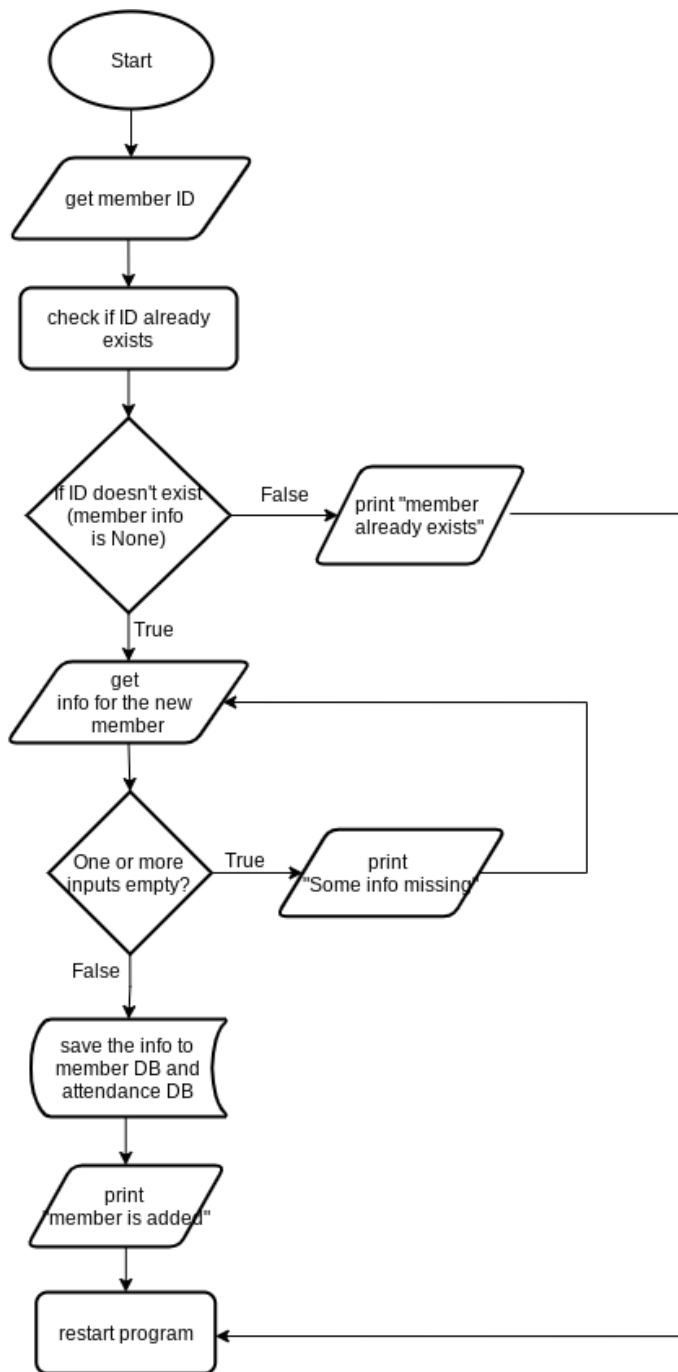 Start
get member ID
check if ID already
exists
If ID doesn't exist
(member info
is None)
False
print "member
already exists"
True
get
info for the new
member
One or more
inputs empty?
True
print
"Some info missing"
False
save the info to
member DB and
attendance DB
print
"member is added"
restart program